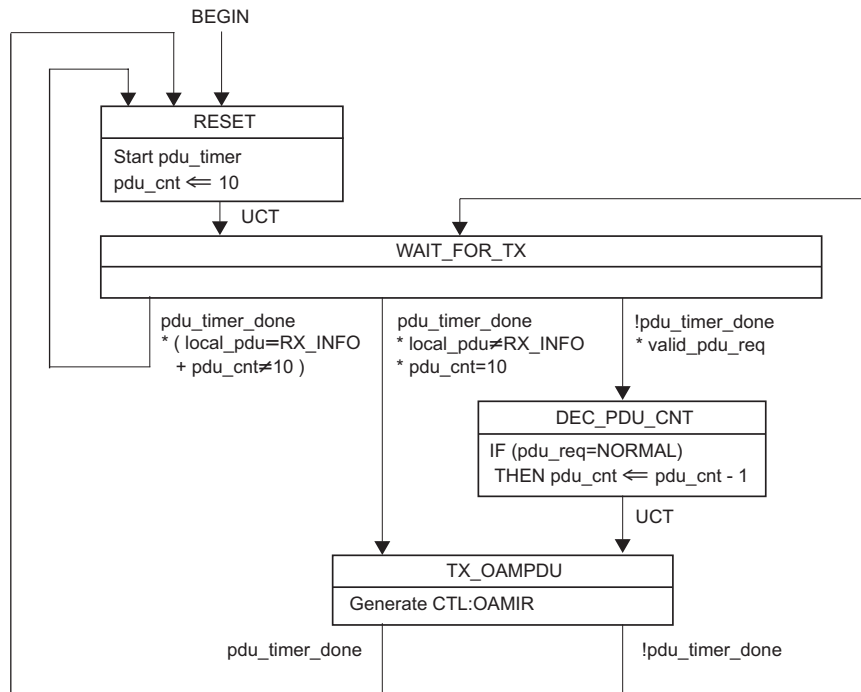 BEGIN
RESET
Start pdu_timer
pdu_cnt ⇐ 10
UCT
WAIT_FOR_TX
pdu_timer_done
* ( local_pdu=RX_INFO
+ pdu_cnt≠10 )
pdu_timer_done
* local_pdu≠RX_INFO
* pdu_cnt=10
!pdu_timer_done
* valid_pdu_req
DEC_PDU_CNT
IF (pdu_req=NORMAL)
THEN pdu_cnt ⇐ pdu_cnt - 1
UCT
TX_OAMPDU
Generate CTL:OAMIR
pdu_timer_done
!pdu_timer_done